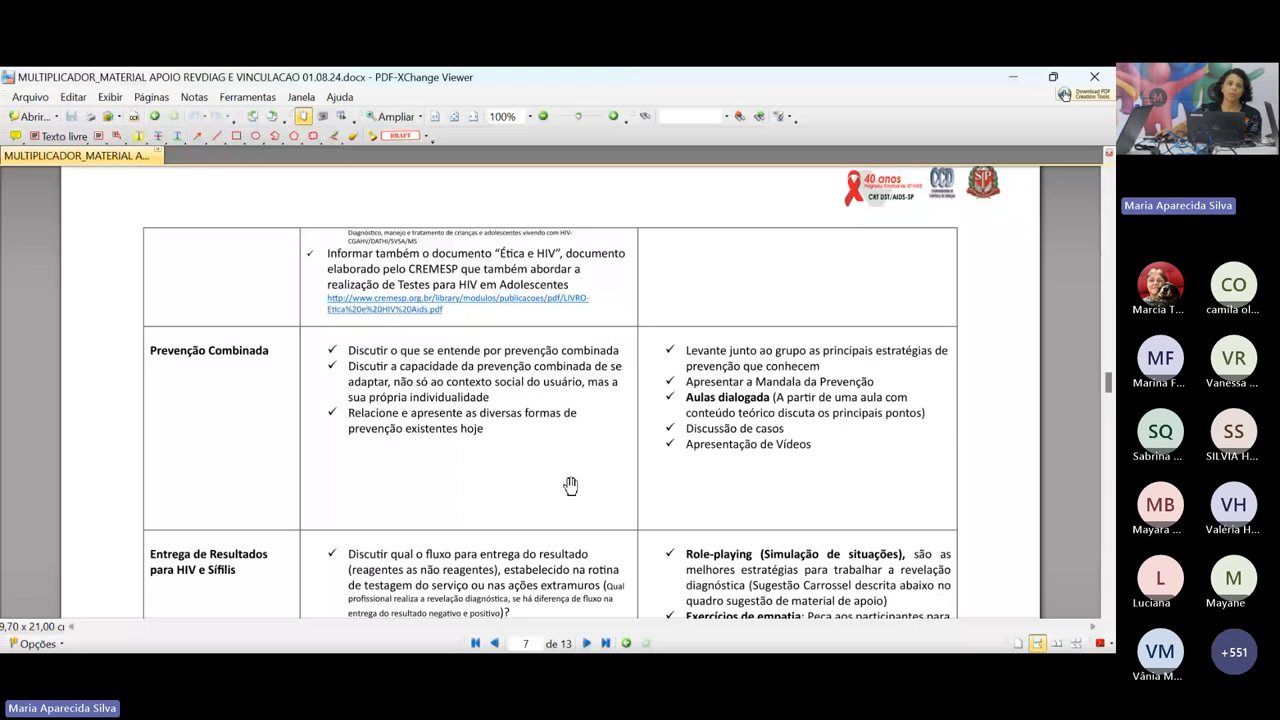 MULTIPLICADOR_MATERIAL APOIO REVDIAG E VINCULACAO 01.08.24.docx - PDF-XChange Viewer
Arquivo Editar Exibir Páginas Notas Ferramentas Janela Ajuda
Download PDF
Creation Tools
Abrir...
Ampliar
100%
Texto livre
DRAFT
MULTIPLICADOR_MATERIAL A...
40 anos
CRT DST/AIDS-SP
CCD
SP
Diagnóstico, manejo e tratamento de crianças e adolescentes vivendo com HIV-
CGAHV/DATHI/SVSA/MS
✓ Informar também o documento “Ética e HIV”, documento
elaborado pelo CREMESP que também abordar a
realização de Testes para HIV em Adolescentes
http://www.cremesp.org.br/library/modulos/publicacoes/pdf/LIVRO-
Etica%20e%20HIV%20Aids.pdf
Prevenção Combinada
✓ Discutir o que se entende por prevenção combinada
✓ Discutir a capacidade da prevenção combinada de se
adaptar, não só ao contexto social do usuário, mas a
sua própria individualidade
✓ Relacione e apresente as diversas formas de
prevenção existentes hoje
✓ Levante junto ao grupo as principais estratégias de
prevenção que conhecem
✓ Apresentar a Mandala da Prevenção
✓ Aulas dialogada (A partir de uma aula com
conteúdo teórico discuta os principais pontos)
✓ Discussão de casos
✓ Apresentação de Vídeos
Entrega de Resultados
para HIV e Sífilis
✓ Discutir qual o fluxo para entrega do resultado
(reagentes as não reagentes), estabelecido na rotina
de testagem do serviço ou nas ações extramuros (Qual
profissional realiza a revelação diagnóstica, se há diferença de fluxo na
entrega do resultado negativo e positivo)?
✓ Role-playing (Simulação de situações), são as
melhores estratégias para trabalhar a revelação
diagnóstica (Sugestão Carrossel descrita abaixo no
quadro sugestão de material de apoio)
✓ Exercícios de empatia: Peça aos participantes para
9,70 x 21,00 cı
Opções
7 de 13
Maria Aparecida Silva
Marcia T...
CO
camila ol...
MF
Marina F...
VR
Vanessa ...
SQ
Sabrina ...
SS
SILVIA H...
MB
Mayara ...
VH
Valéria H...
L
Luciana
M
Mayane
VM
Vânia M...
+551
Maria Aparecida Silva